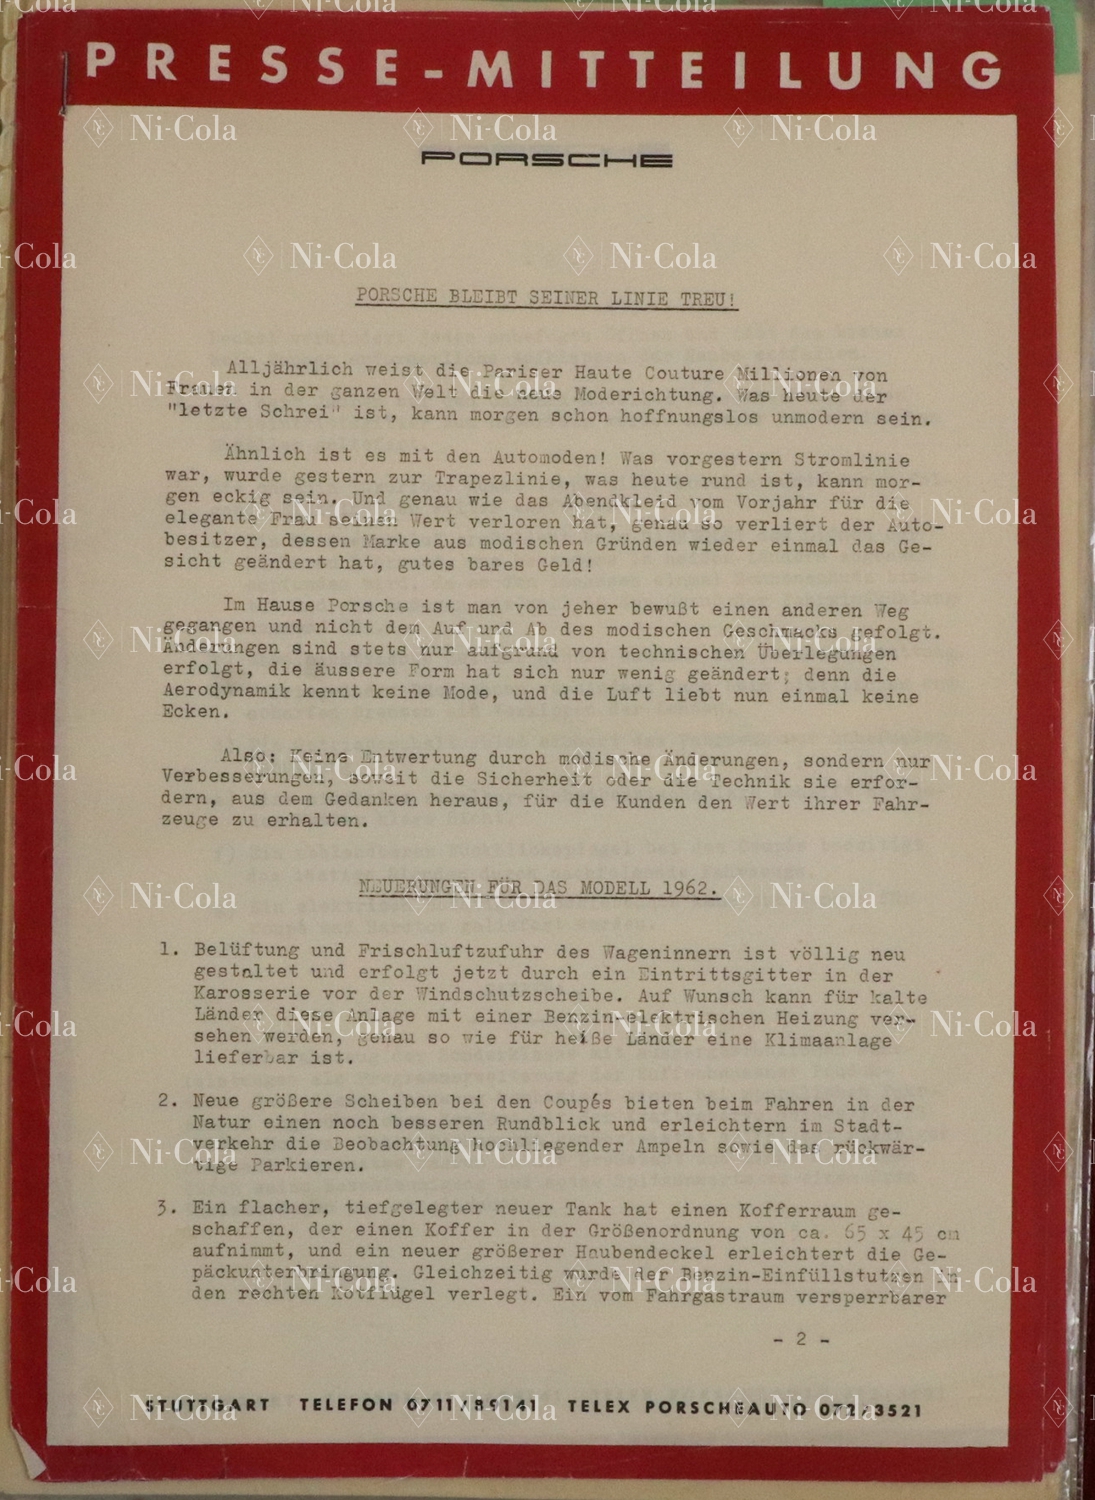 PRESSE-MITTEILUNG
PORSCHE
PORSCHE BLEIBT SEINER LINIE TREU!
Alljährlich weist die Pariser Haute Couture Millionen von
Frauen in der ganzen Welt die neue Moderichtung. Was heute der
"letzte Schrei" ist, kann morgen schon hoffnungslos unmodern sein.
Ähnlich ist es mit den Automoden! Was vorgestern Stromlinie
war, wurde gestern zur Trapezlinie, was heute rund ist, kann mor-
gen eckig sein. Und genau wie das Abendkleid vom Vorjahr für die
elegante Frau seinen Wert verloren hat, genau so verliert der Auto-
besitzer, dessen Marke aus modischen Gründen wieder einmal das Ge-
sicht geändert hat, gutes bares Geld!
Im Hause Porsche ist man von jeher bewußt einen anderen Weg
gegangen und nicht dem Auf und Ab des modischen Geschmacks gefolgt.
Änderungen sind stets nur aufgrund von technischen Überlegungen
erfolgt, die äussere Form hat sich nur wenig geändert; denn die
Aerodynamik kennt keine Mode, und die Luft liebt nun einmal keine
Ecken.
Also: Keine Entwertung durch modische Änderungen, sondern nur
Verbesserungen, soweit die Sicherheit oder die Technik sie erfor-
dern, aus dem Gedanken heraus, für die Kunden den Wert ihrer Fahr-
zeuge zu erhalten.
NEUERUNGEN FÜR DAS MODELL 1962.
1. Belüftung und Frischluftzufuhr des Wageninnern ist völlig neu
gestaltet und erfolgt jetzt durch ein Eintrittsgitter in der
Karosserie vor der Windschutzscheibe. Auf Wunsch kann für kalte
Länder diese Anlage mit einer Benzin-elektrischen Heizung ver-
sehen werden, genau so wie für heiße Länder eine Klimaanlage
lieferbar ist.
2. Neue größere Scheiben bei den Coupés bieten beim Fahren in der
Natur einen noch besseren Rundblick und erleichtern im Stadt-
verkehr die Beobachtung hochliegender Ampeln sowie das rückwär-
tige Parkieren.
3. Ein flacher, tiefgelegter neuer Tank hat einen Kofferraum ge-
schaffen, der einen Koffer in der Größenordnung von ca. 65 x 45 cm
aufnimmt, und ein neuer größerer Haubendeckel erleichtert die Ge-
päckunterbringung. Gleichzeitig wurde der Benzin-Einfüllstutzen in
den rechten Kotflügel verlegt. Ein vom Fahrgastraum versperrbarer
- 2 -
STUTTGART TELEFON 0711/89141 TELEX PORSCHEAUTO 072/3521
Ni-Cola